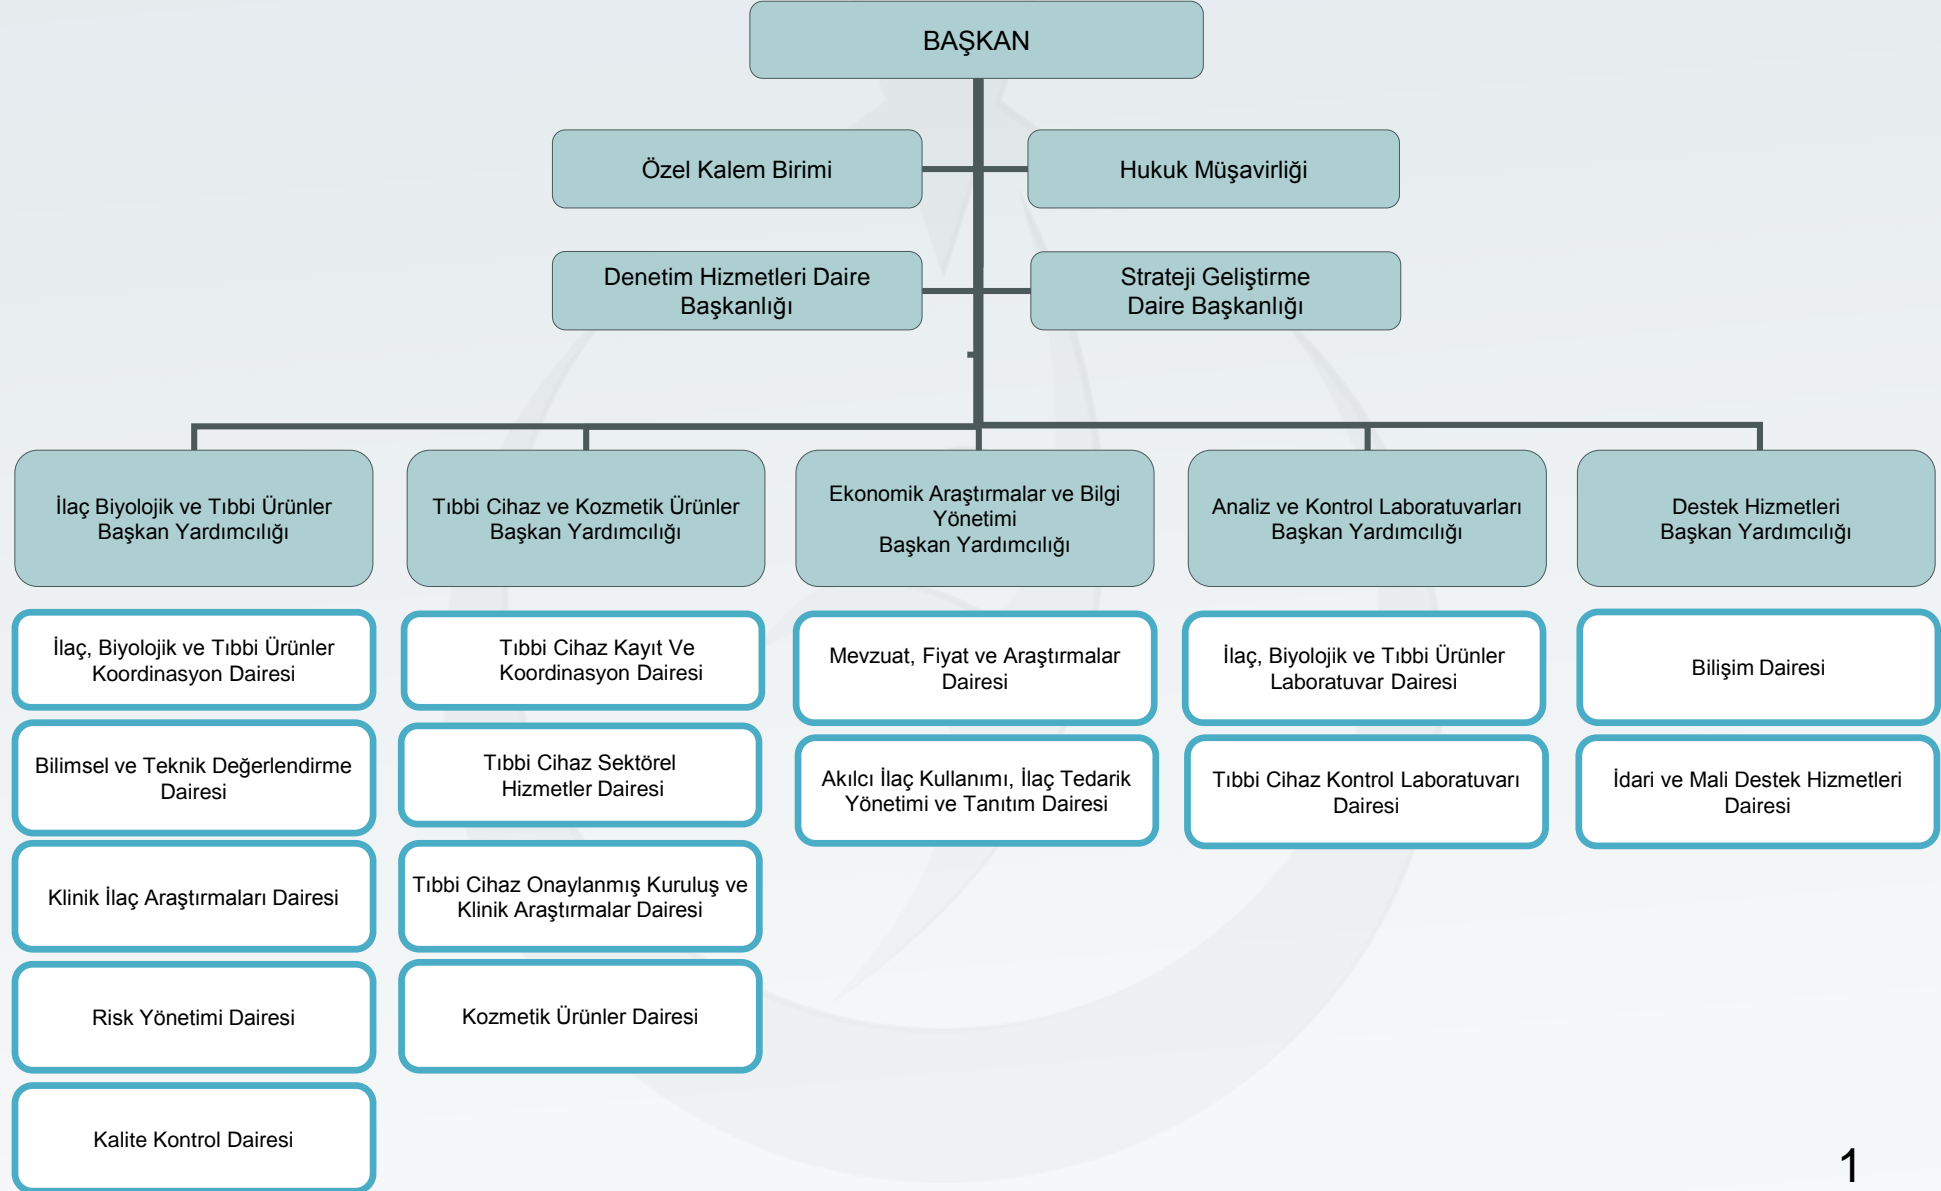 BAŞKAN
Özel Kalem Birimi
Hukuk Müşavirliği
Denetim Hizmetleri Daire
Başkanlığı
Strateji Geliştirme
Daire Başkanlığı
İlaç Biyolojik ve Tıbbi Ürünler
Başkan Yardımcılığı
Tıbbi Cihaz ve Kozmetik Ürünler
Başkan Yardımcılığı
Ekonomik Araştırmalar ve Bilgi
Yönetimi
Başkan Yardımcılığı
Analiz ve Kontrol Laboratuvarları
Başkan Yardımcılığı
Destek Hizmetleri
Başkan Yardımcılığı
İlaç, Biyolojik ve Tıbbi Ürünler
Koordinasyon Dairesi
Tıbbi Cihaz Kayıt Ve
Koordinasyon Dairesi
Mevzuat, Fiyat ve Araştırmalar
Dairesi
İlaç, Biyolojik ve Tıbbi Ürünler
Laboratuvar Dairesi
Bilişim Dairesi
Bilimsel ve Teknik Değerlendirme
Dairesi
Tıbbi Cihaz Sektörel
Hizmetler Dairesi
Akılcı İlaç Kullanımı, İlaç Tedarik
Yönetimi ve Tanıtım Dairesi
Tıbbi Cihaz Kontrol Laboratuvarı
Dairesi
İdari ve Mali Destek Hizmetleri
Dairesi
Klinik İlaç Araştırmaları Dairesi
Tıbbi Cihaz Onaylanmış Kuruluş ve
Klinik Araştırmalar Dairesi
Risk Yönetimi Dairesi
Kozmetik Ürünler Dairesi
Kalite Kontrol Dairesi
1